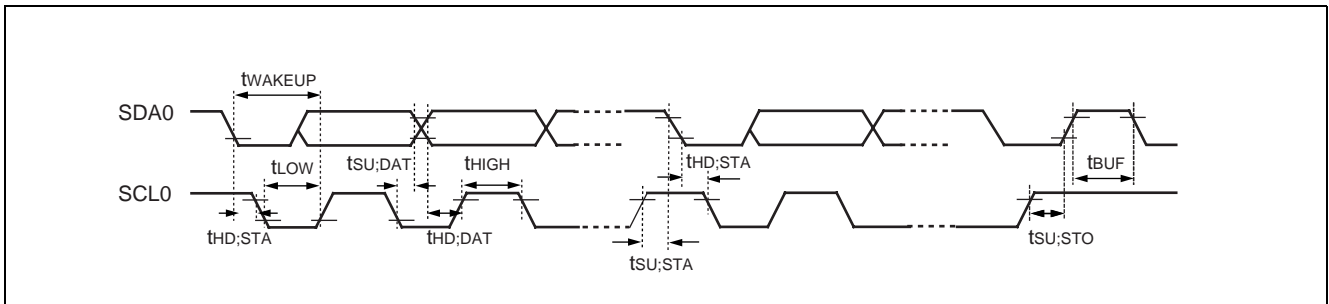 tWAKEUP
SDA0
tLOW
tSU;DAT
tHIGH
tHD;STA
tBUF
SCL0
tHD;STA
tHD;DAT
tSU;STA
tSU;STO